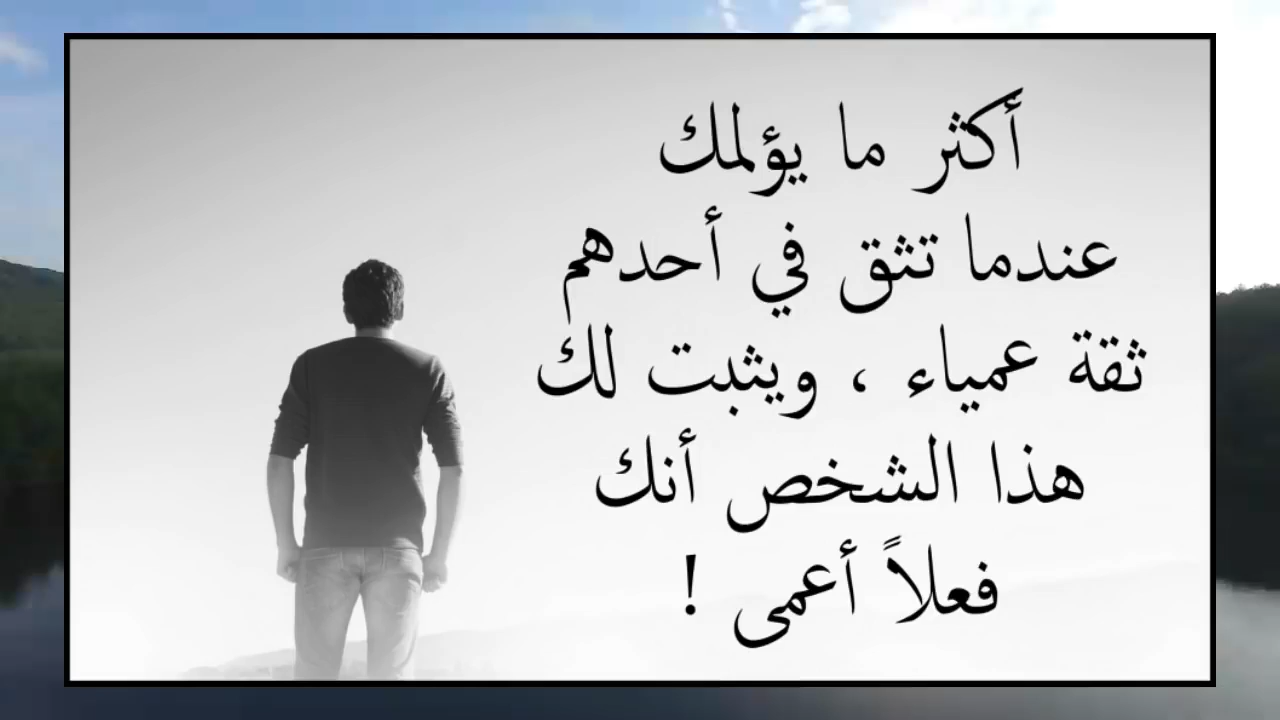 أكثر ما يؤلمك
عندما تثق في أحدهم
ثقة عمياء ، ويثبت لك
هذا الشخص أنك
فعلاً أعمى !